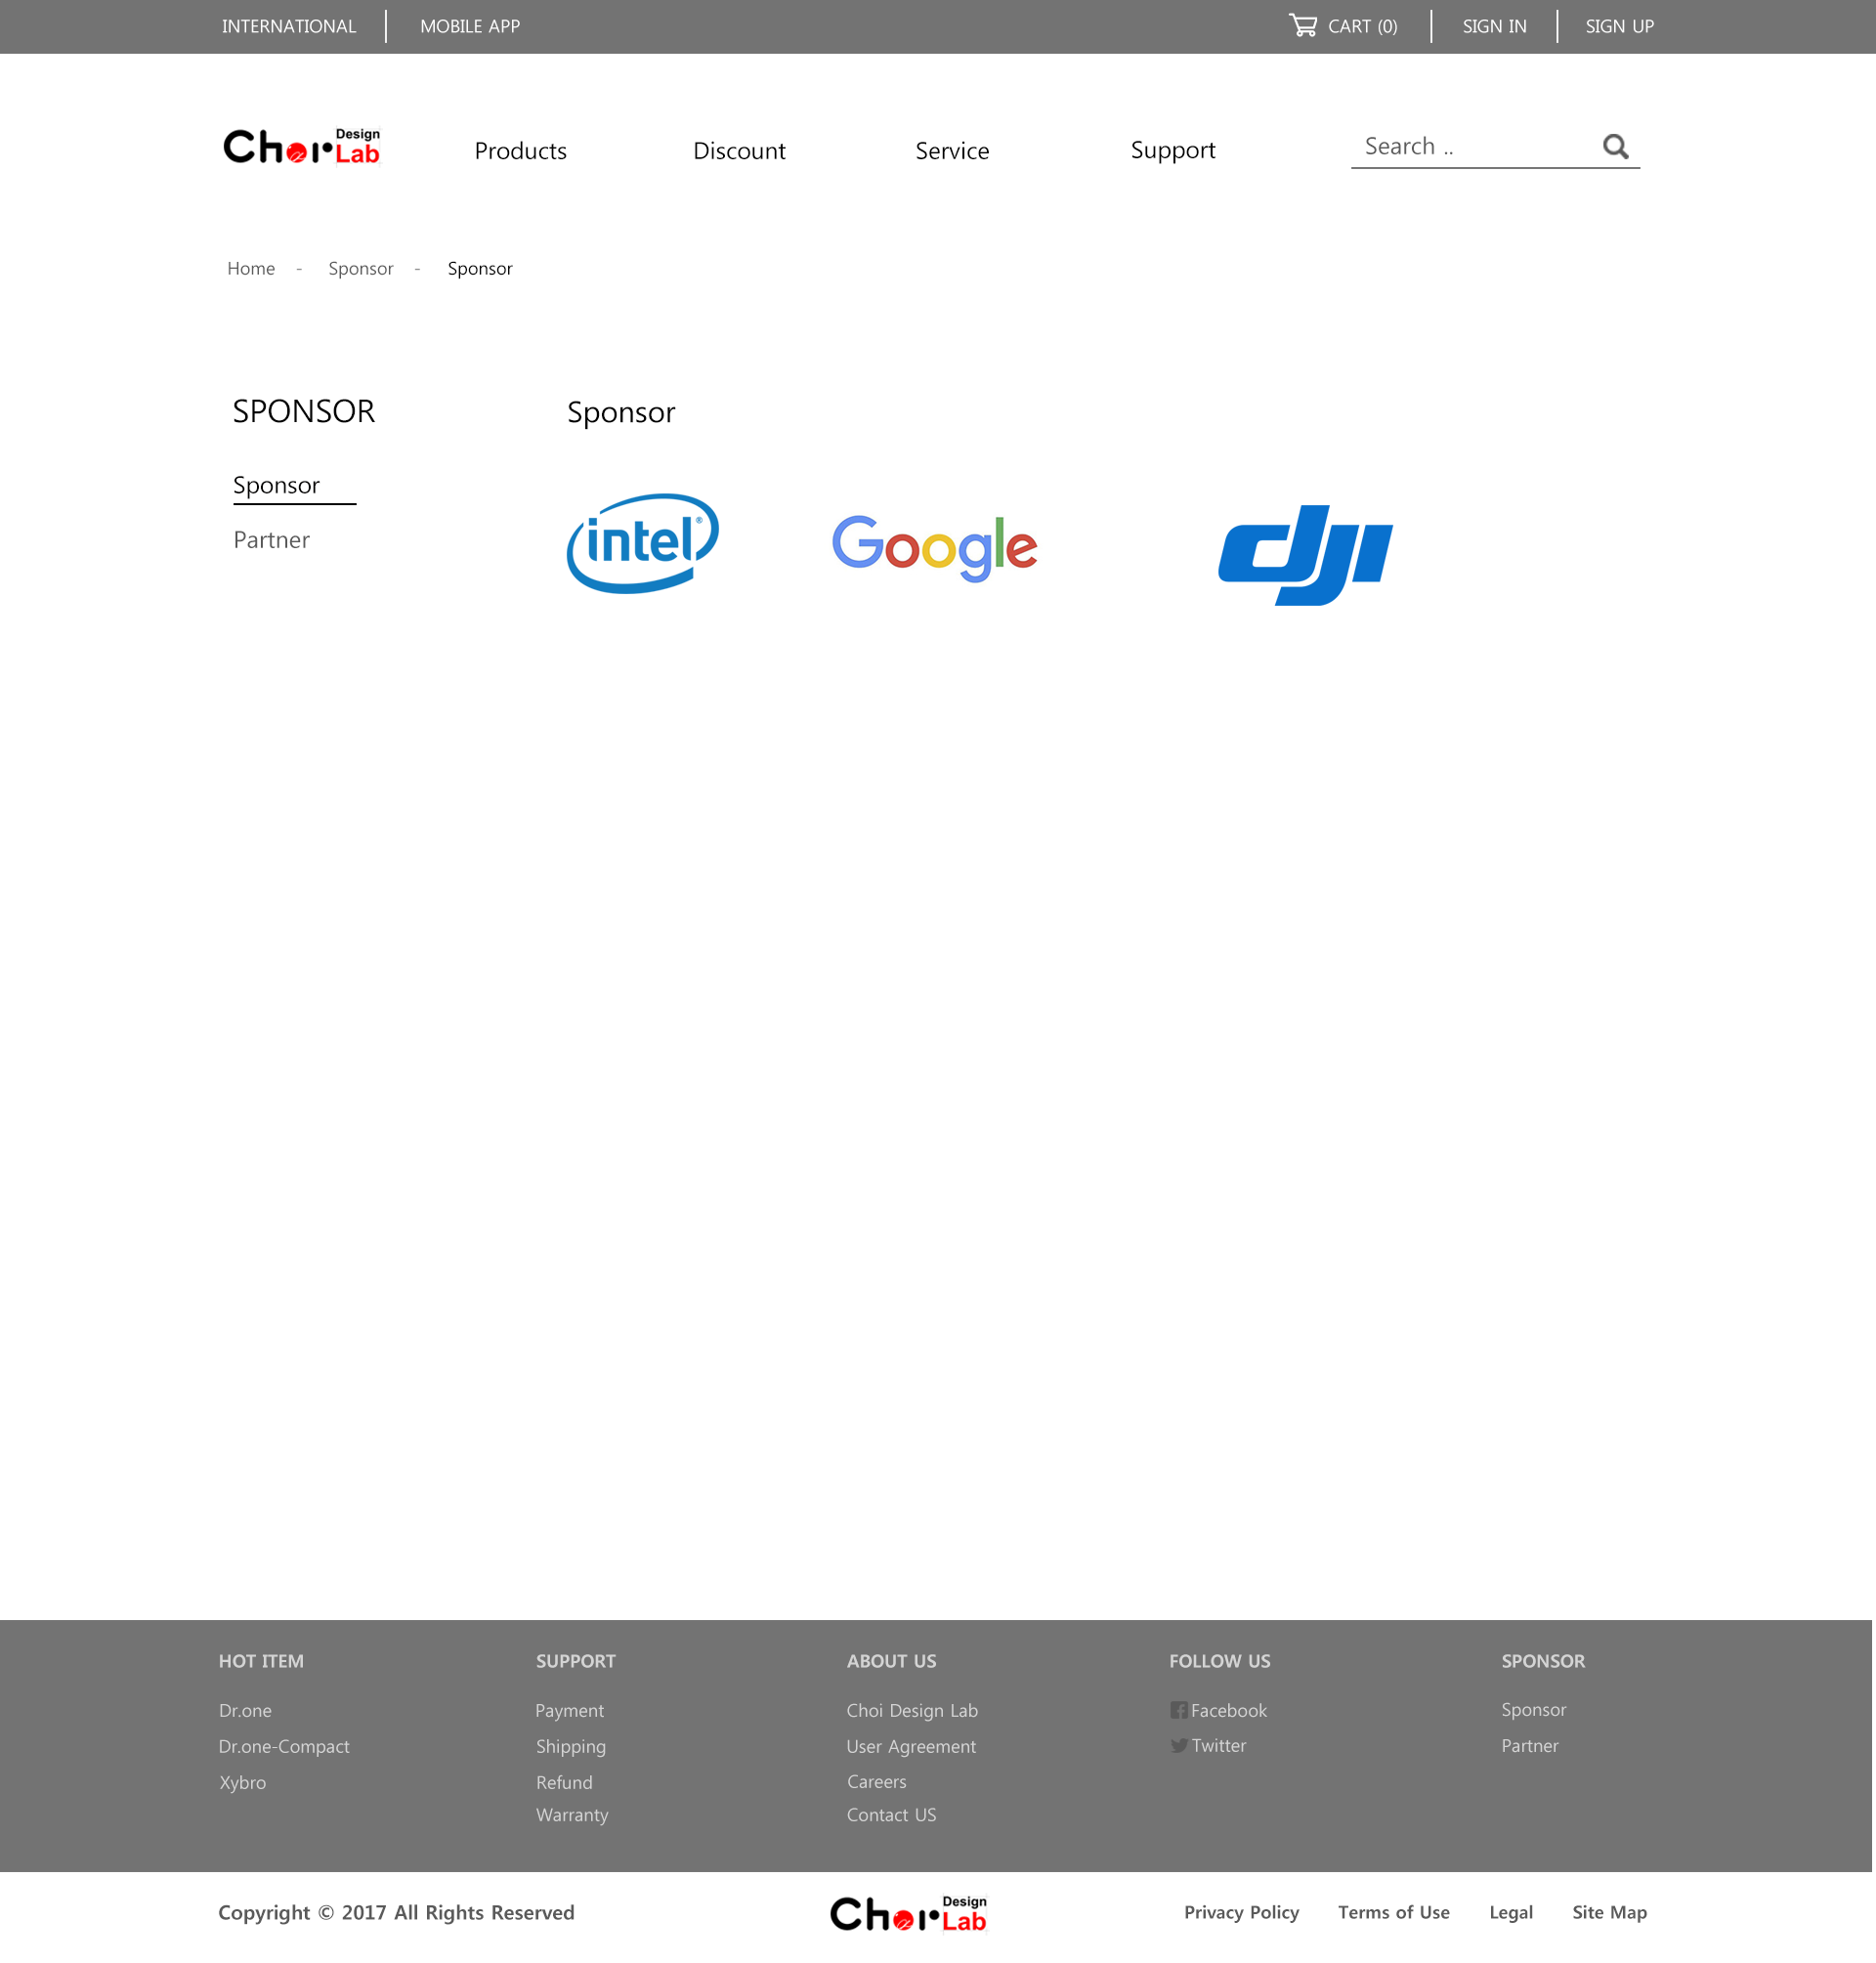 INTERNATIONAL MOBILE APP CART (0) SIGN IN SIGN UP
Choi Design Lab Products Discount Service Support Search ..
Home - Sponsor - Sponsor
SPONSOR
Sponsor
Partner
Sponsor
intel® Google dji
HOT ITEM
Dr.one
Dr.one-Compact
Xybro
SUPPORT
Payment
Shipping
Refund
Warranty
ABOUT US
Choi Design Lab
User Agreement
Careers
Contact US
FOLLOW US
Facebook
Twitter
SPONSOR
Sponsor
Partner
Copyright © 2017 All Rights Reserved Choi Design Lab Privacy Policy Terms of Use Legal Site Map